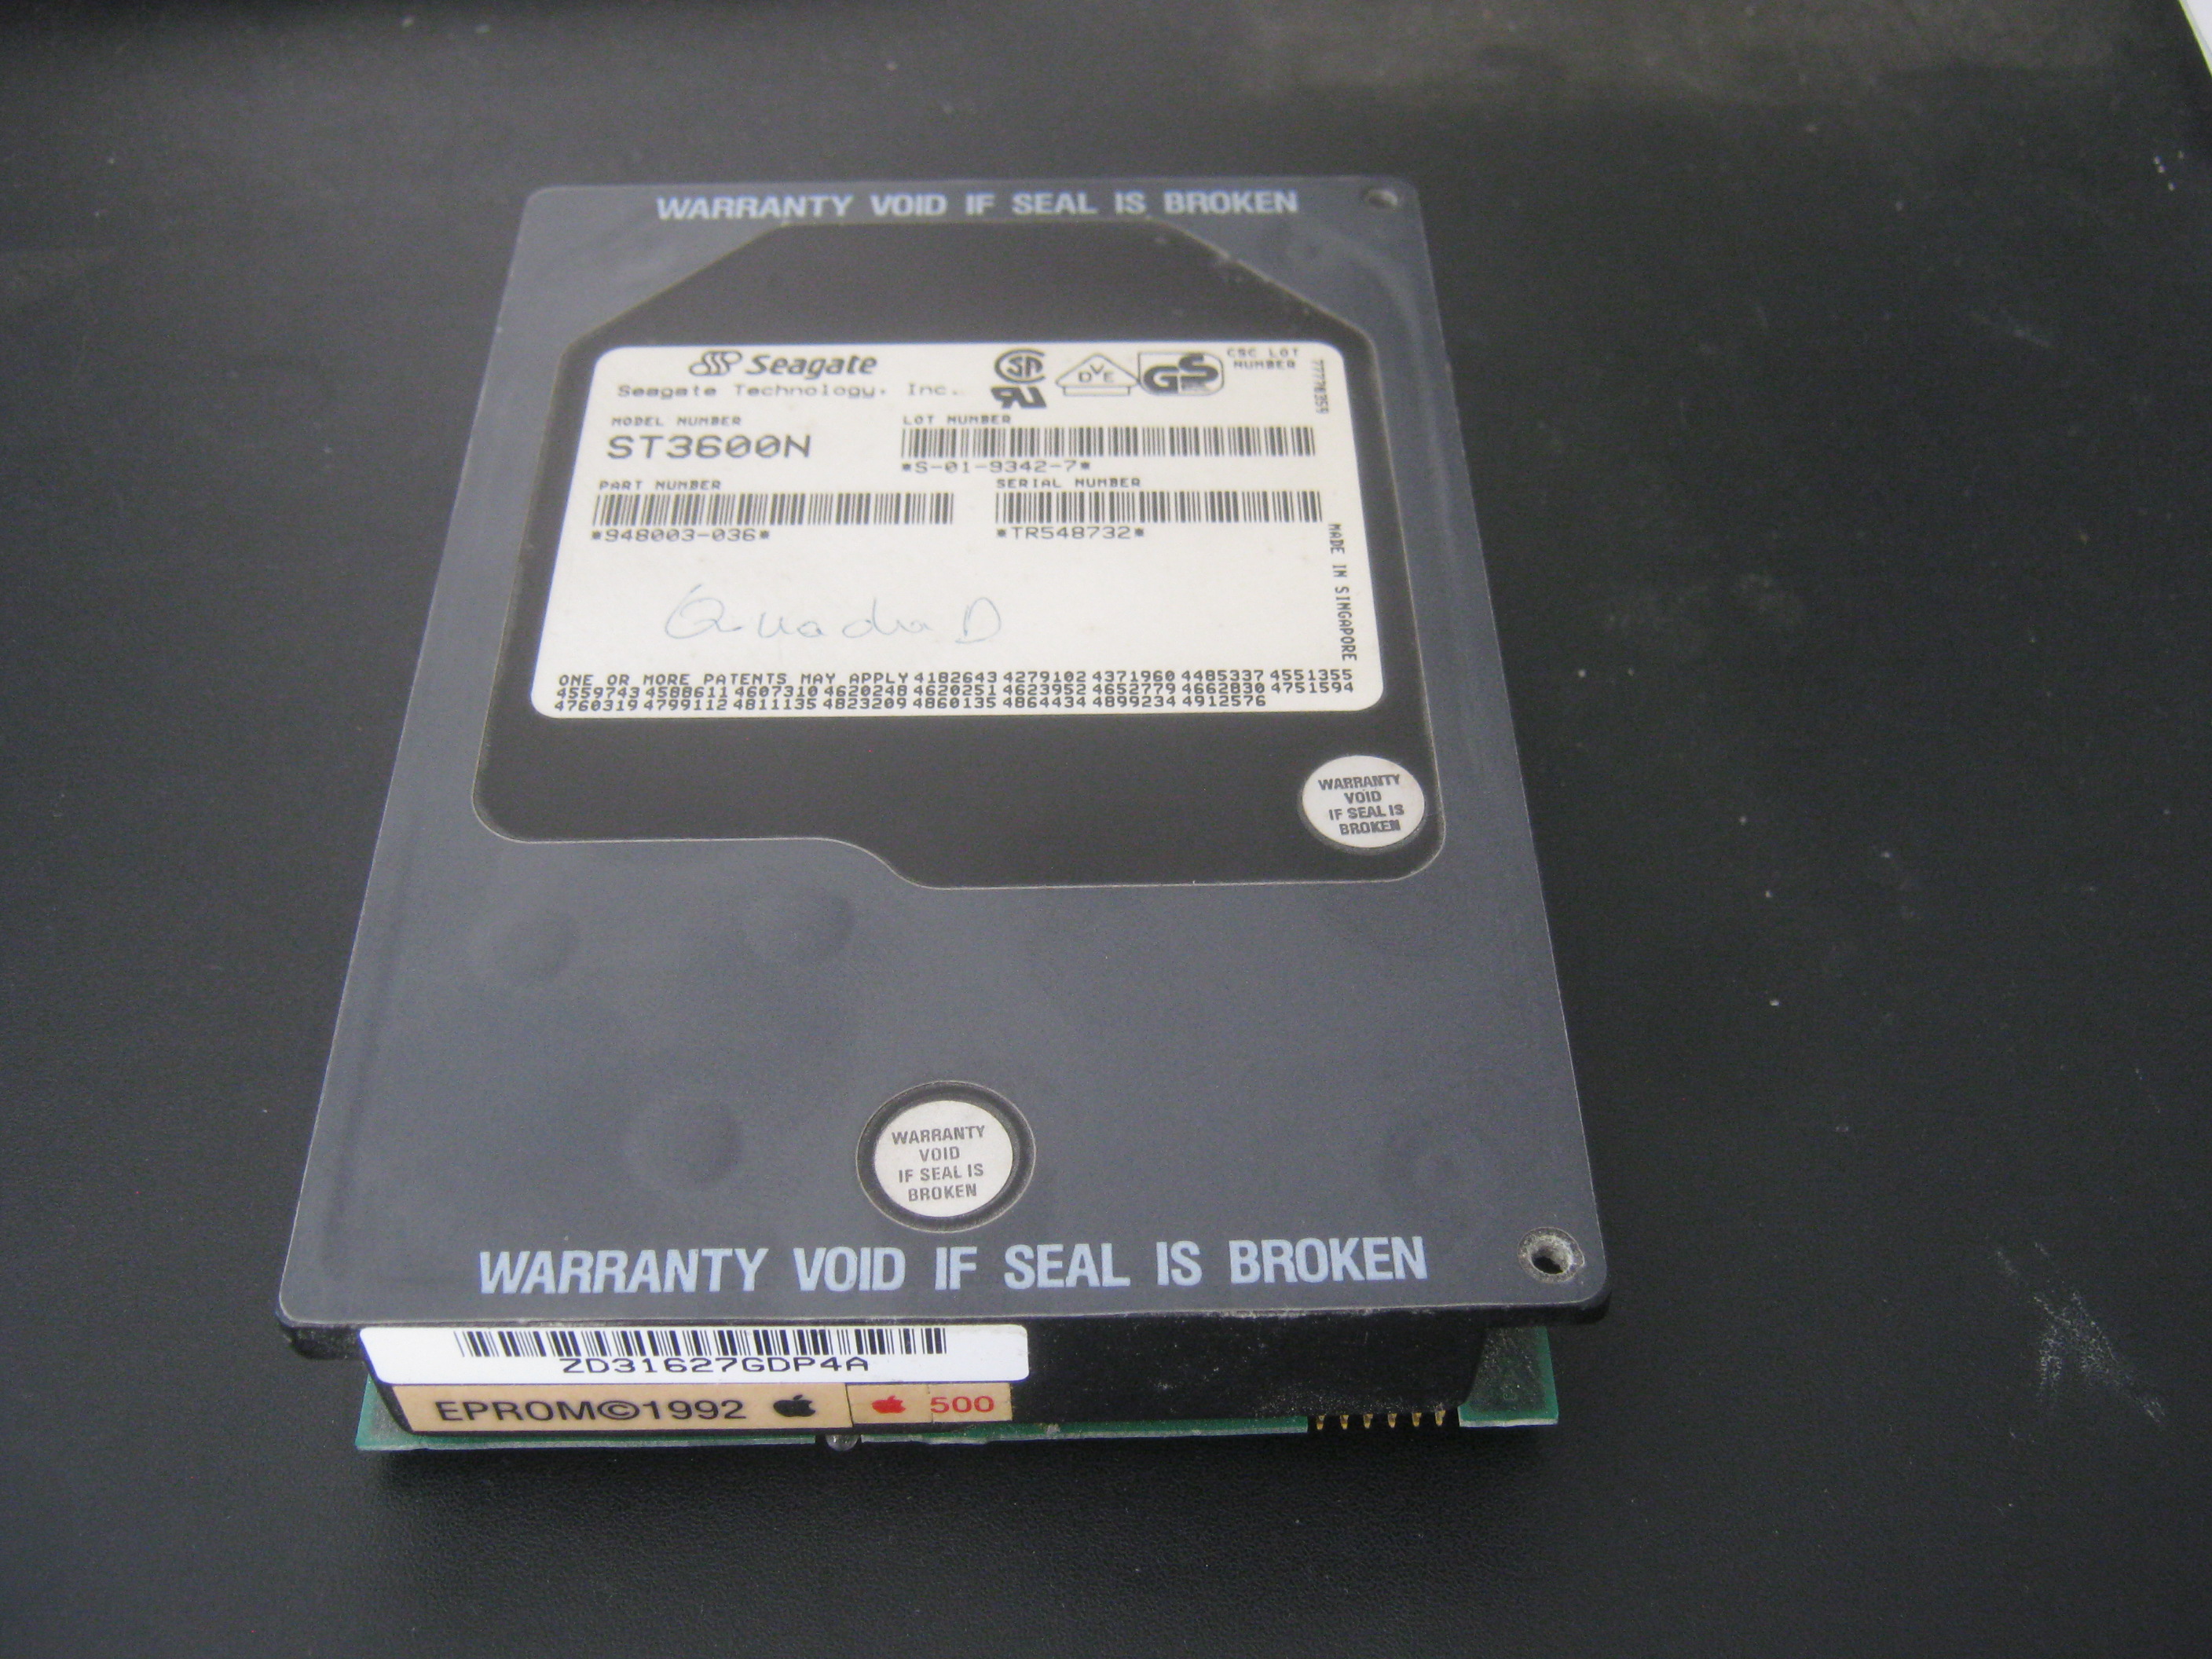 WARRANTY VOID IF SEAL IS BROKEN
Seagate
Seagate Technology, Inc.
SA
DVE
GS
CSC LOT
NUMBER
MODEL NUMBER
ST3600N
LOT NUMBER
*S-01-9342-7*
PART NUMBER
*948003-036*
SERIAL NUMBER
*TR548732*
MADE IN SINGAPORE
ONE OR MORE PATENTS MAY APPLY 4182643 4279102 4371960 4485337 4551355
4559743 4588611 4607310 4620248 4620251 4623952 4652779 4662830 4751594
4760319 4799112 4811135 4823209 4860135 4864434 4899234 4912576
WARRANTY
VOID
IF SEAL IS
BROKEN
WARRANTY
VOID
IF SEAL IS
BROKEN
WARRANTY VOID IF SEAL IS BROKEN
ZD31627GDP4A
EPROM©1992
500